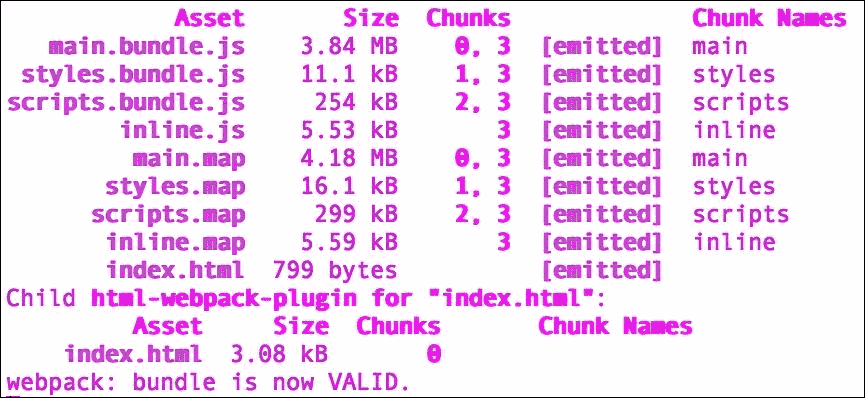 Asset Size Chunks Chunk Names
main.bundle.js 3.84 MB 0, 3 [emitted] main
styles.bundle.js 11.1 kB 1, 3 [emitted] styles
scripts.bundle.js 254 kB 2, 3 [emitted] scripts
inline.js 5.53 kB 3 [emitted] inline
main.map 4.18 MB 0, 3 [emitted] main
styles.map 16.1 kB 1, 3 [emitted] styles
scripts.map 299 kB 2, 3 [emitted] scripts
inline.map 5.59 kB 3 [emitted] inline
index.html 799 bytes [emitted]
Child html-webpack-plugin for "index.html":
Asset Size Chunks Chunk Names
index.html 3.08 kB 0
webpack: bundle is now VALID.